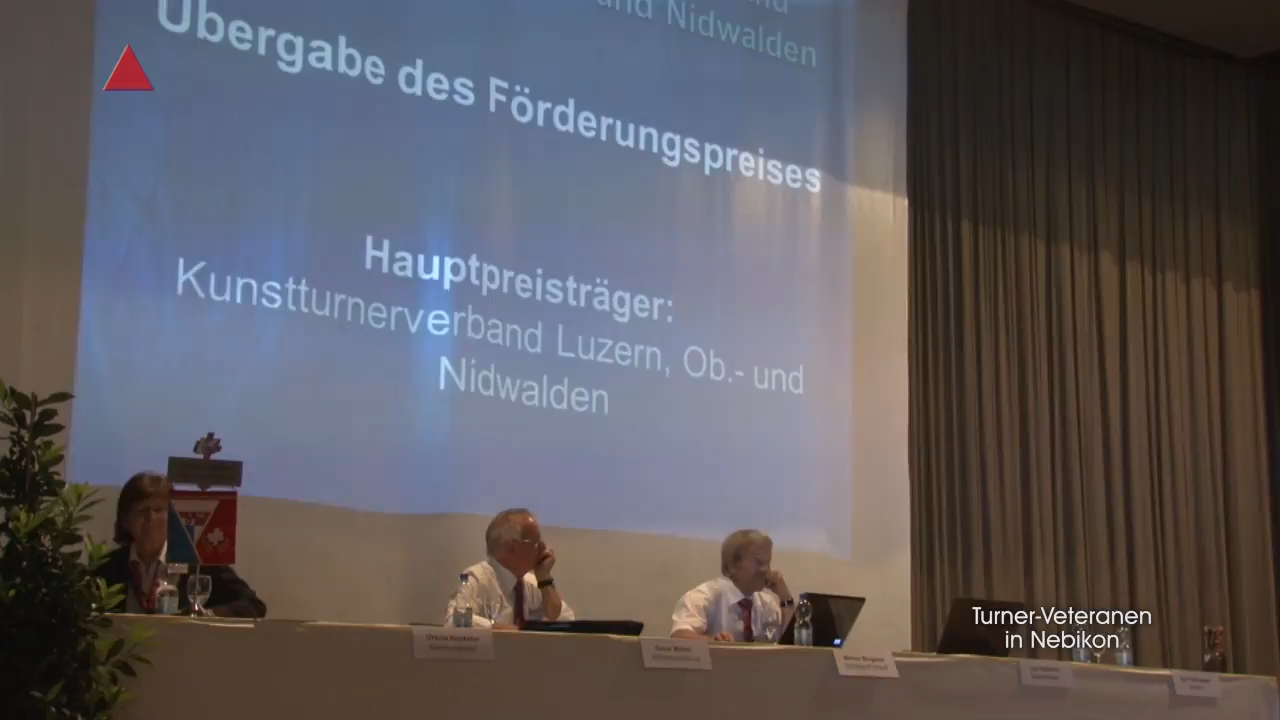 und Nidwalden
Übergabe des Förderungspreises
Hauptpreisträger:
Kunstturnerverband Luzern, Ob.- und
Nidwalden
Turner-Veteranen
in Nebikon